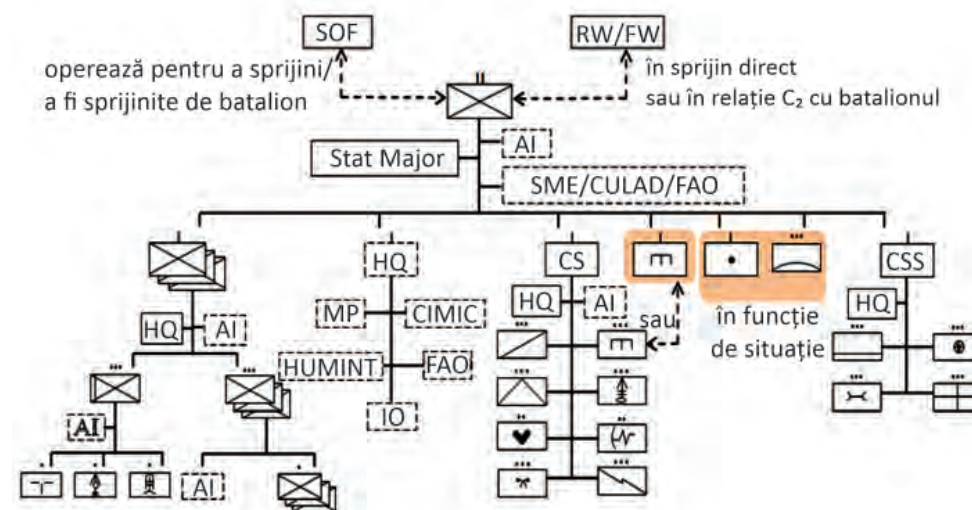 SOF
RW/FW
operează pentru a sprijini/
a fi sprijinite de batalion
în sprijin direct
sau în relație C₂ cu batalionul
AI
Stat Major
SME/CULAD/FAO
HQ
CS
CSS
HQ
AI
MP
CIMIC
HQ
AI
sau
în funcție
de situație
HQ
HUMINT
FAO
IO
AI
AI